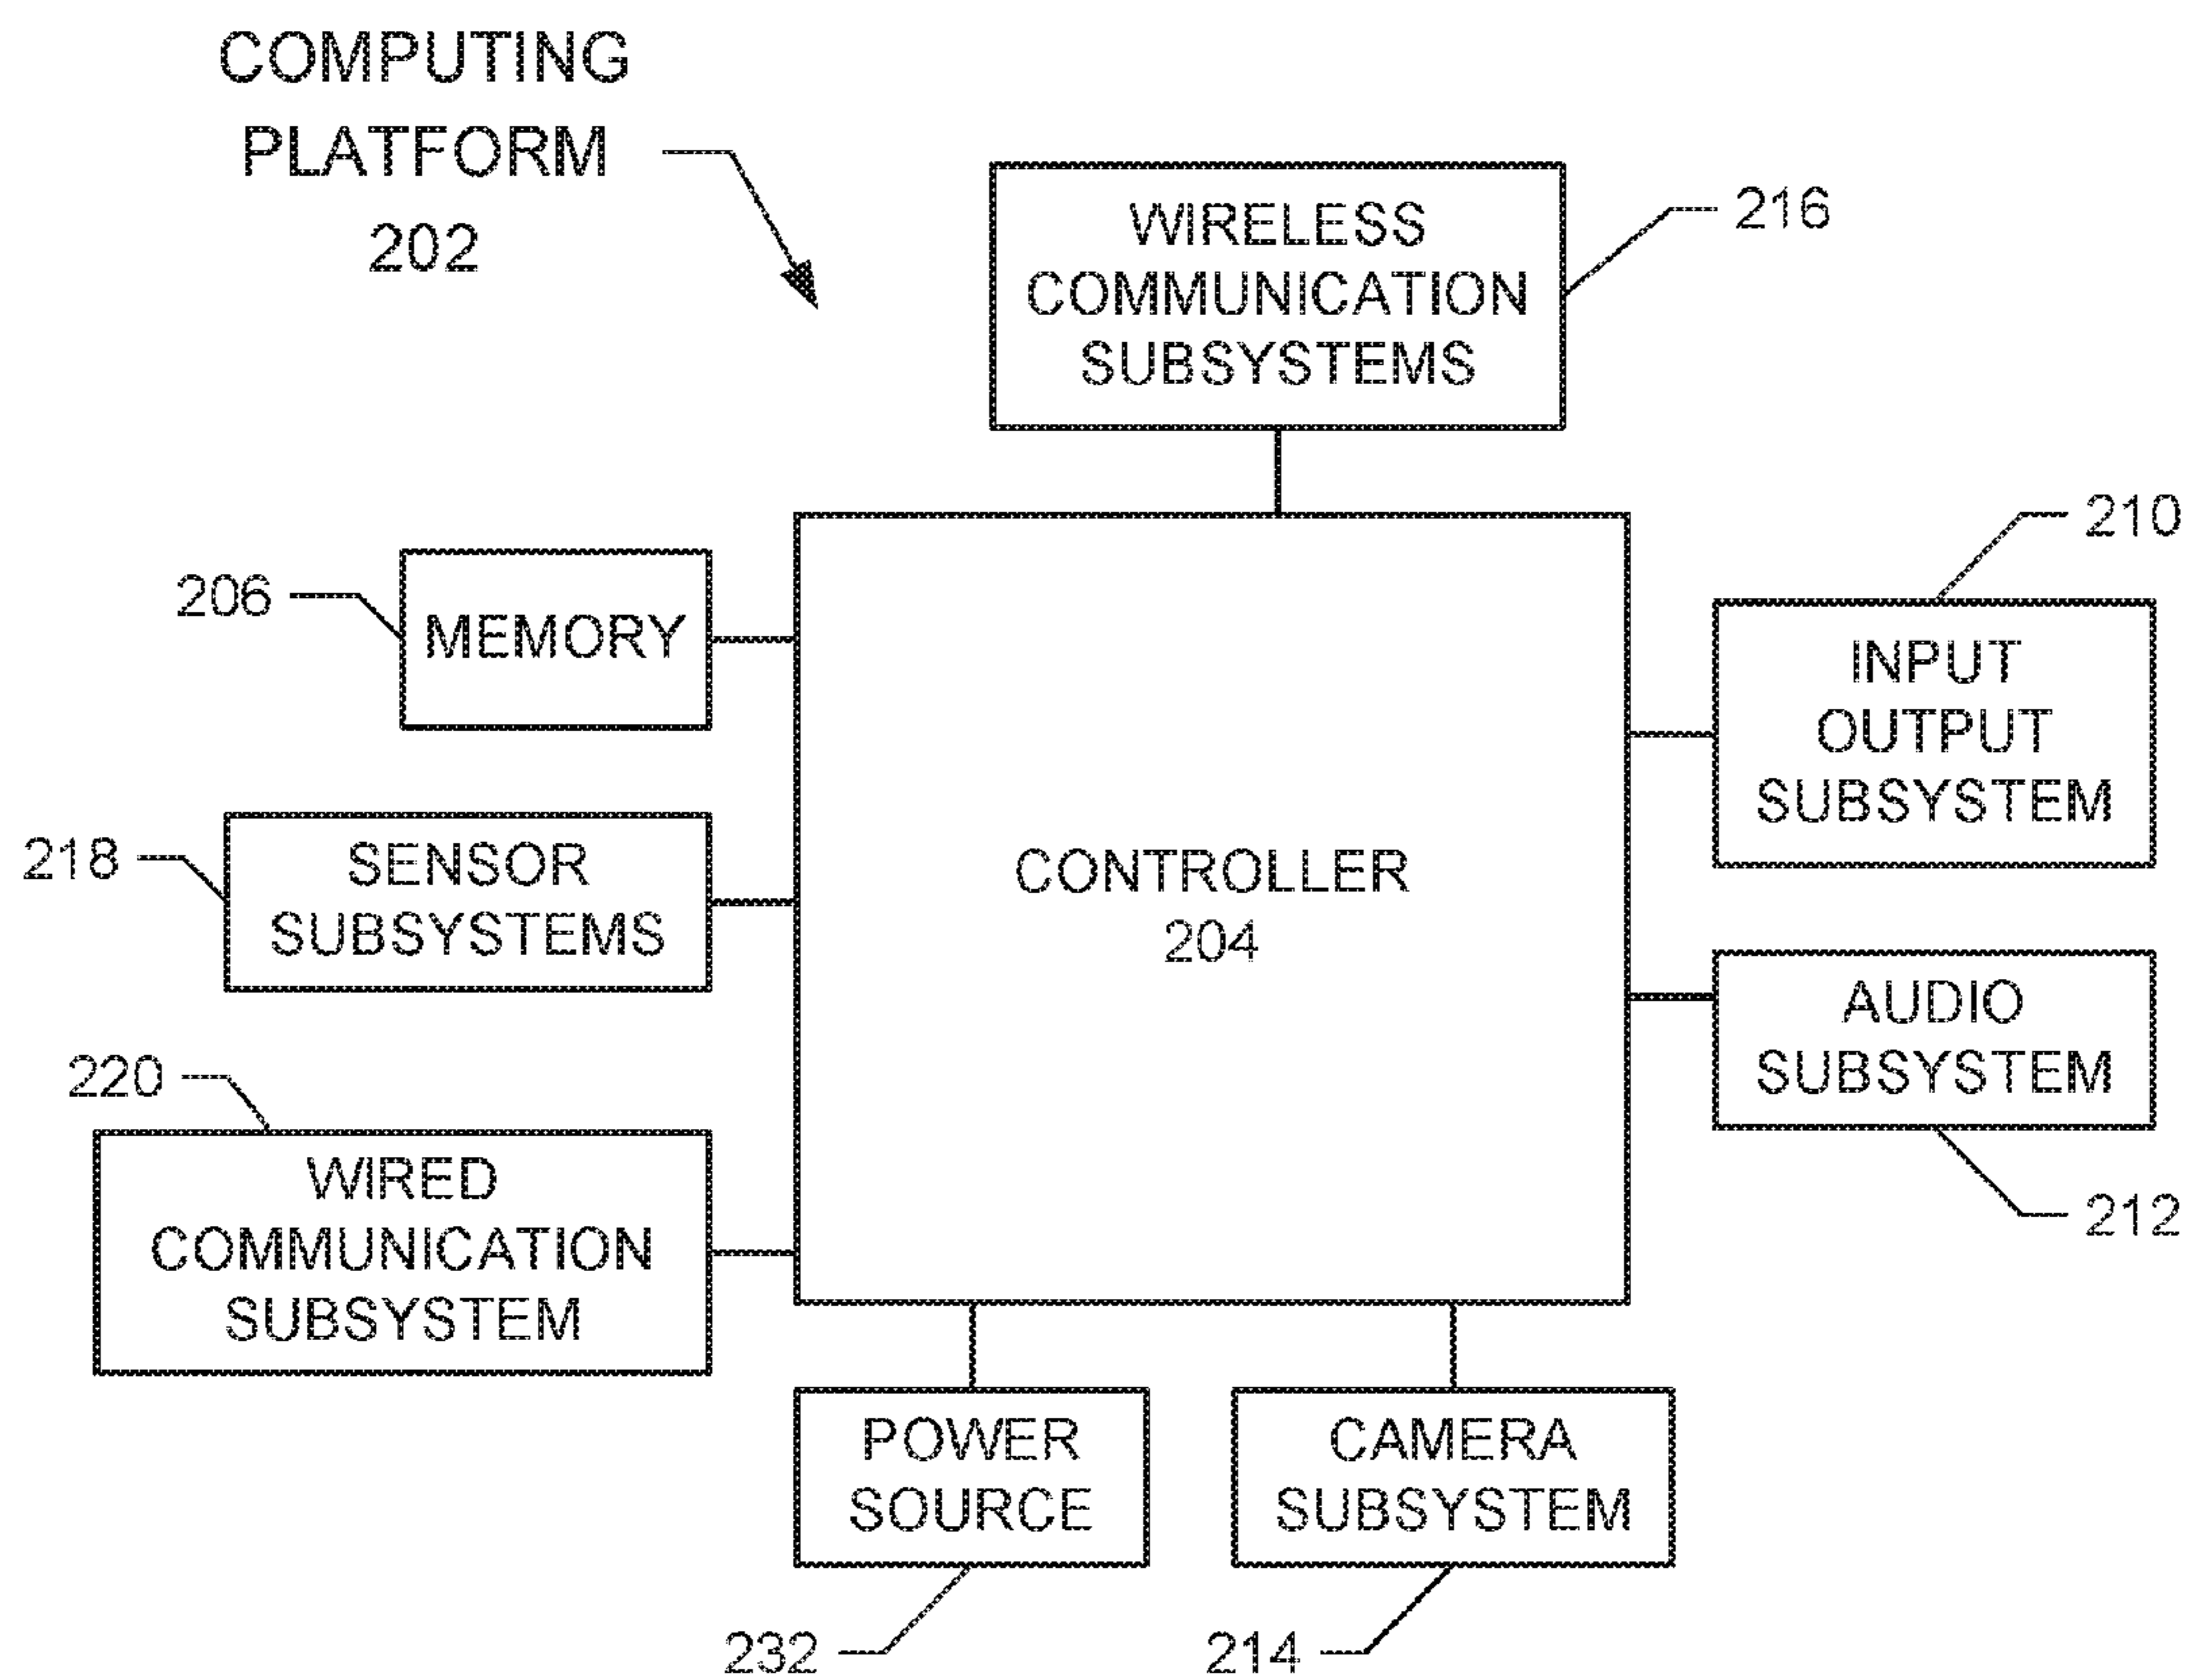 COMPUTING
PLATFORM
202
WIRELESS
COMMUNICATION
SUBSYSTEMS
216
210
206
MEMORY
INPUT
OUTPUT
SUBSYSTEM
218
SENSOR
SUBSYSTEMS
CONTROLLER
204
AUDIO
SUBSYSTEM
212
220
WIRED
COMMUNICATION
SUBSYSTEM
POWER
SOURCE
232
CAMERA
SUBSYSTEM
214